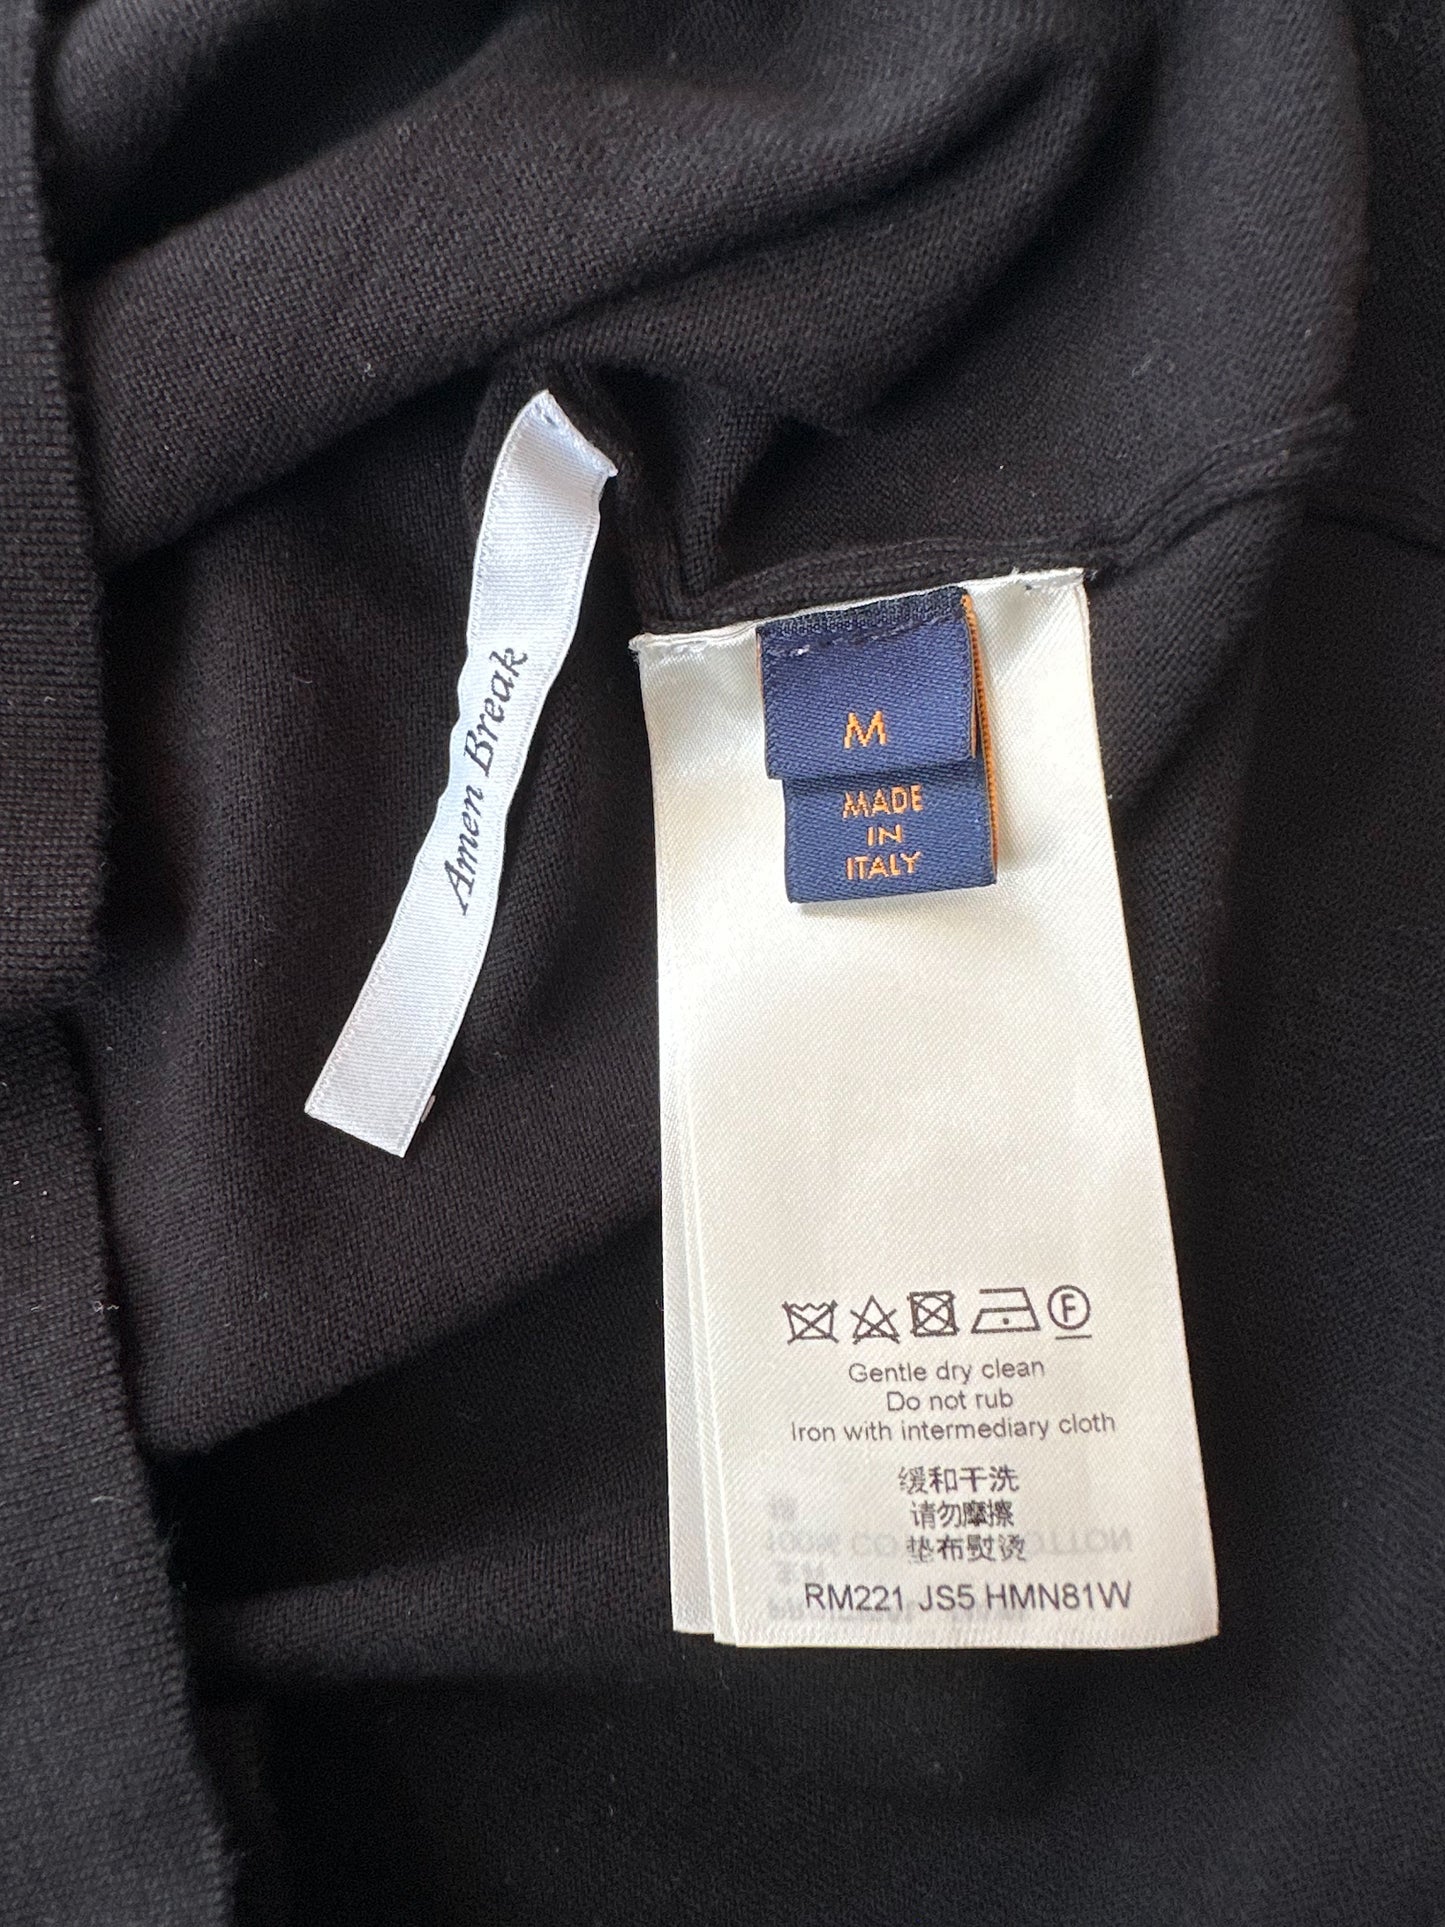 Amen Break
M
MADE
IN
ITALY
F
Gentle dry clean
Do not rub
Iron with intermediary cloth
缓和干洗
请勿摩擦
垫布熨烫
RM221 JS5 HMN81W